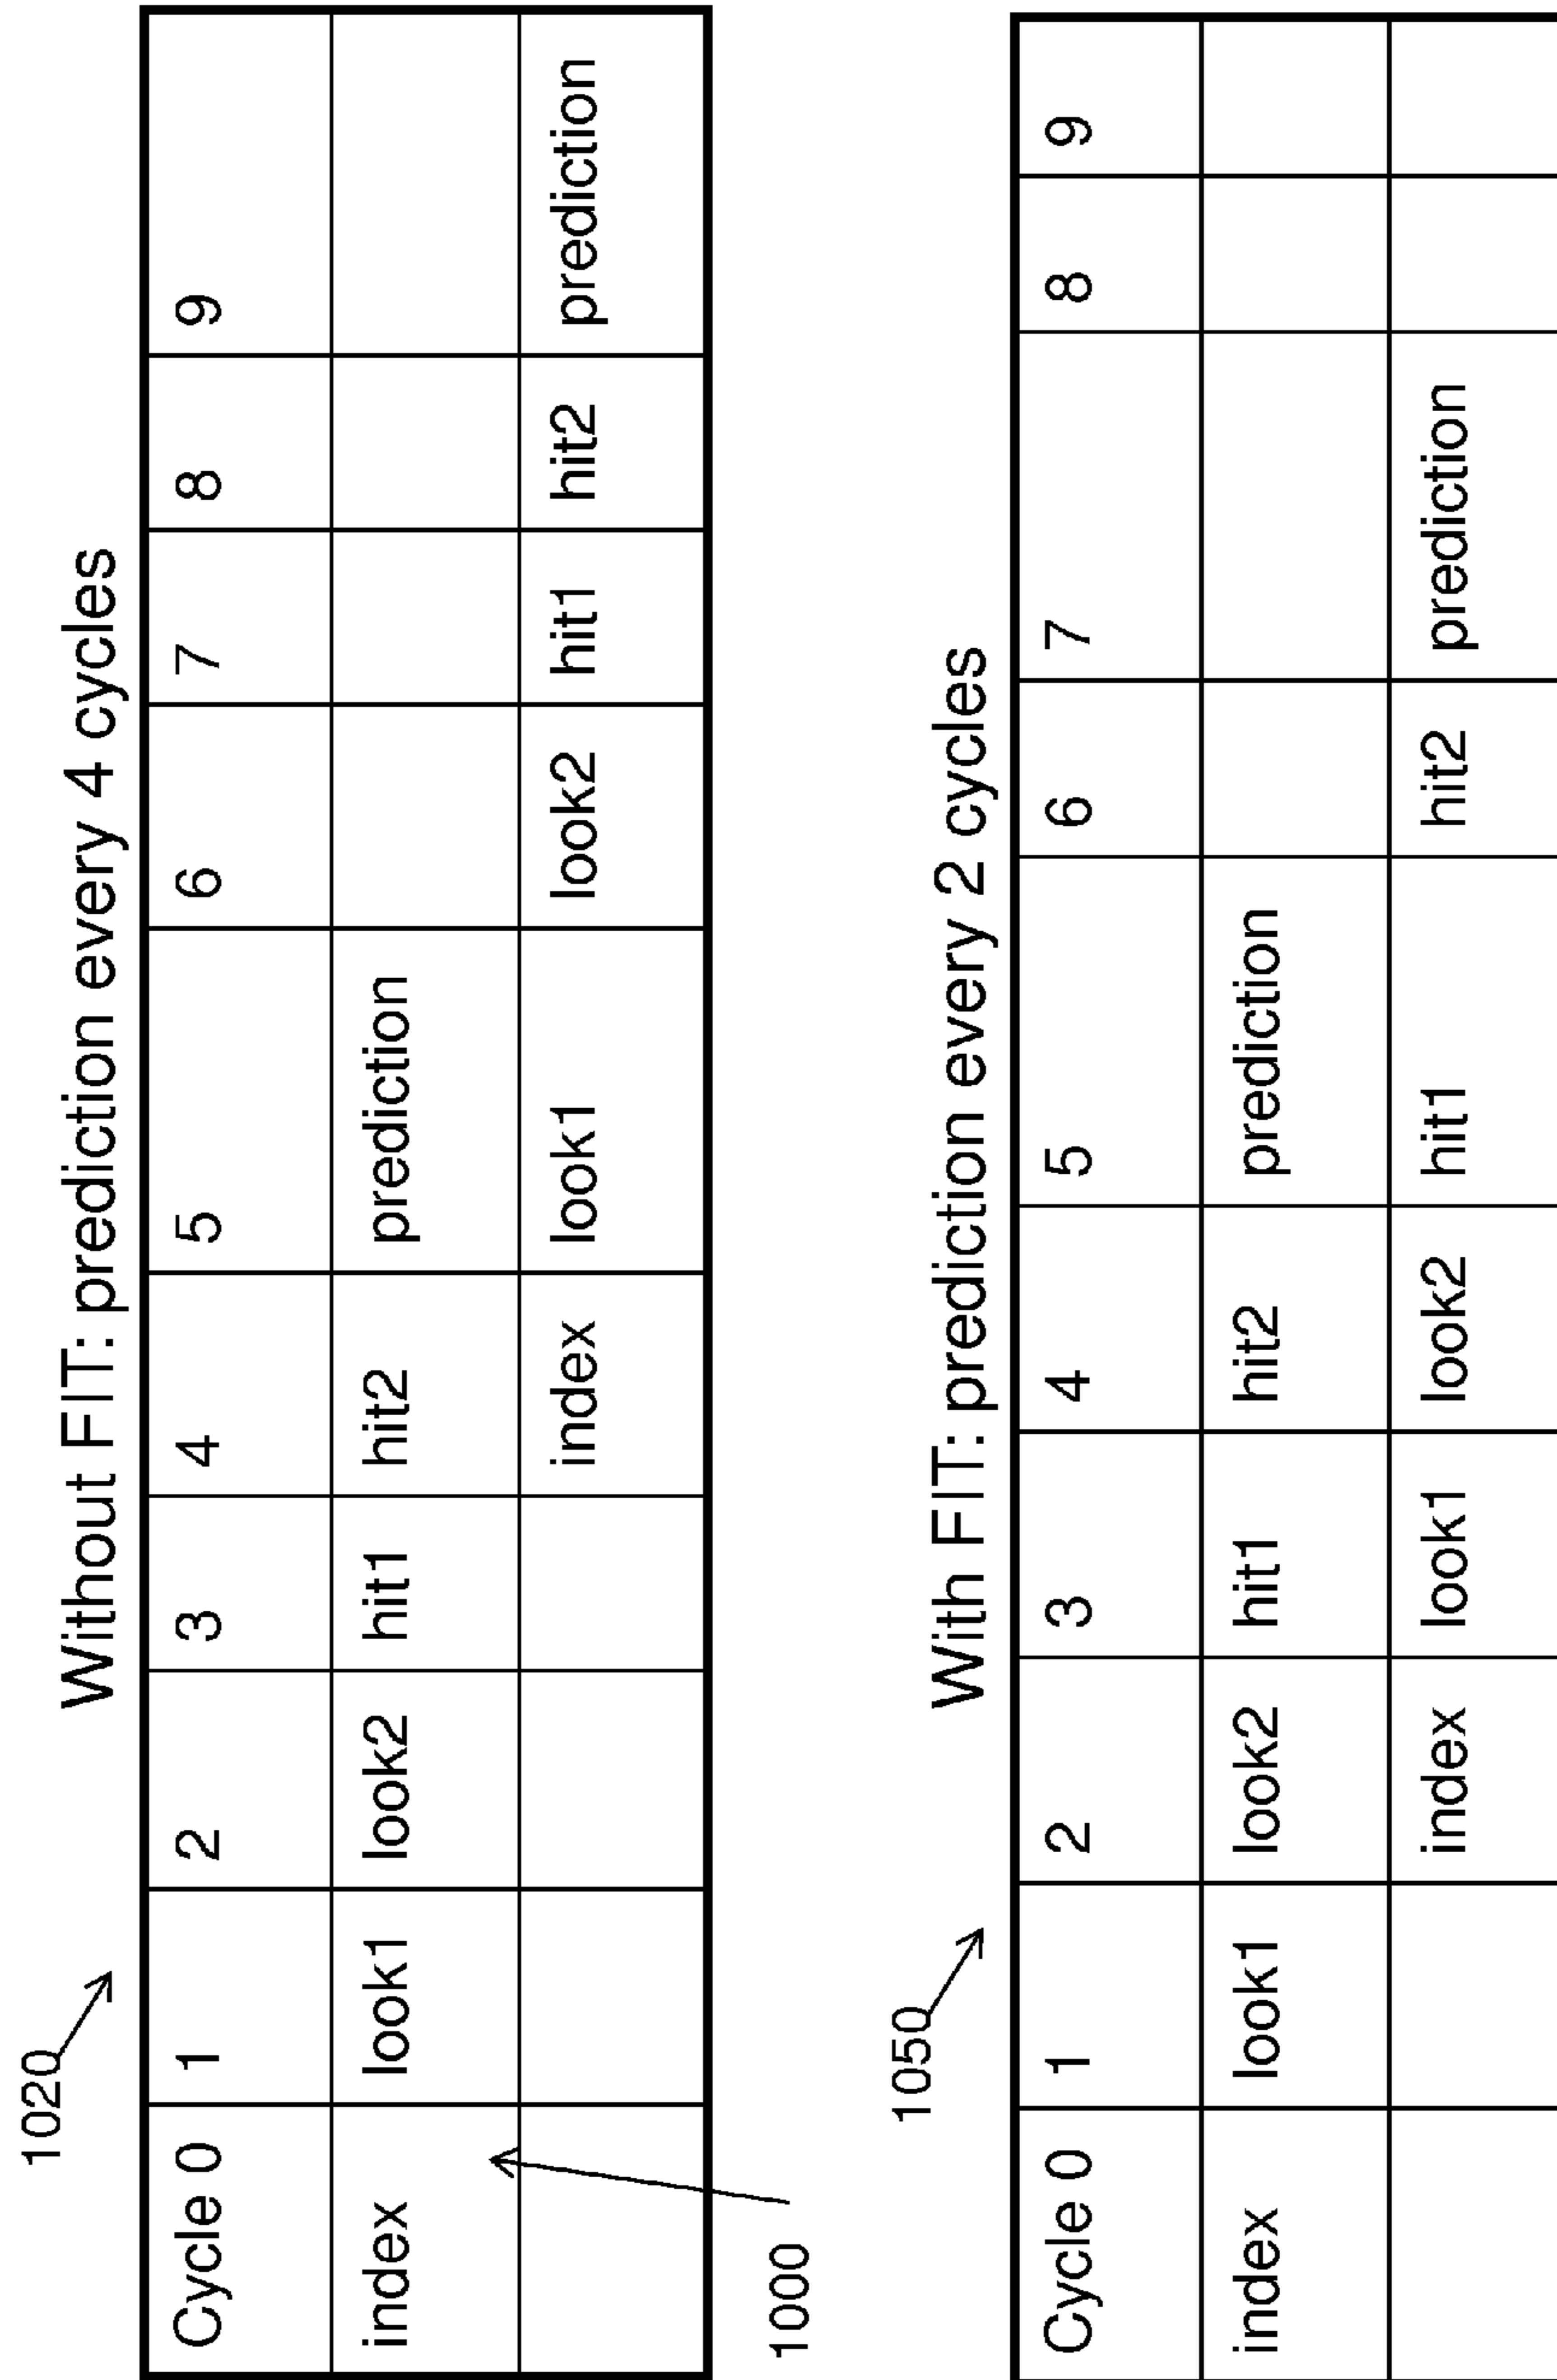 1020
Without FIT: prediction every 4 cycles
Cycle 0 1 2 3 4 5 6 7 8 9
index look1 look2 hit1 hit2 prediction
index look1 look2 hit1 hit2 prediction
1000
1050
With FIT: prediction every 2 cycles
Cycle 0 1 2 3 4 5 6 7 8 9
index look1 look2 hit1 hit2 prediction
index look1 look2 hit1 hit2 prediction